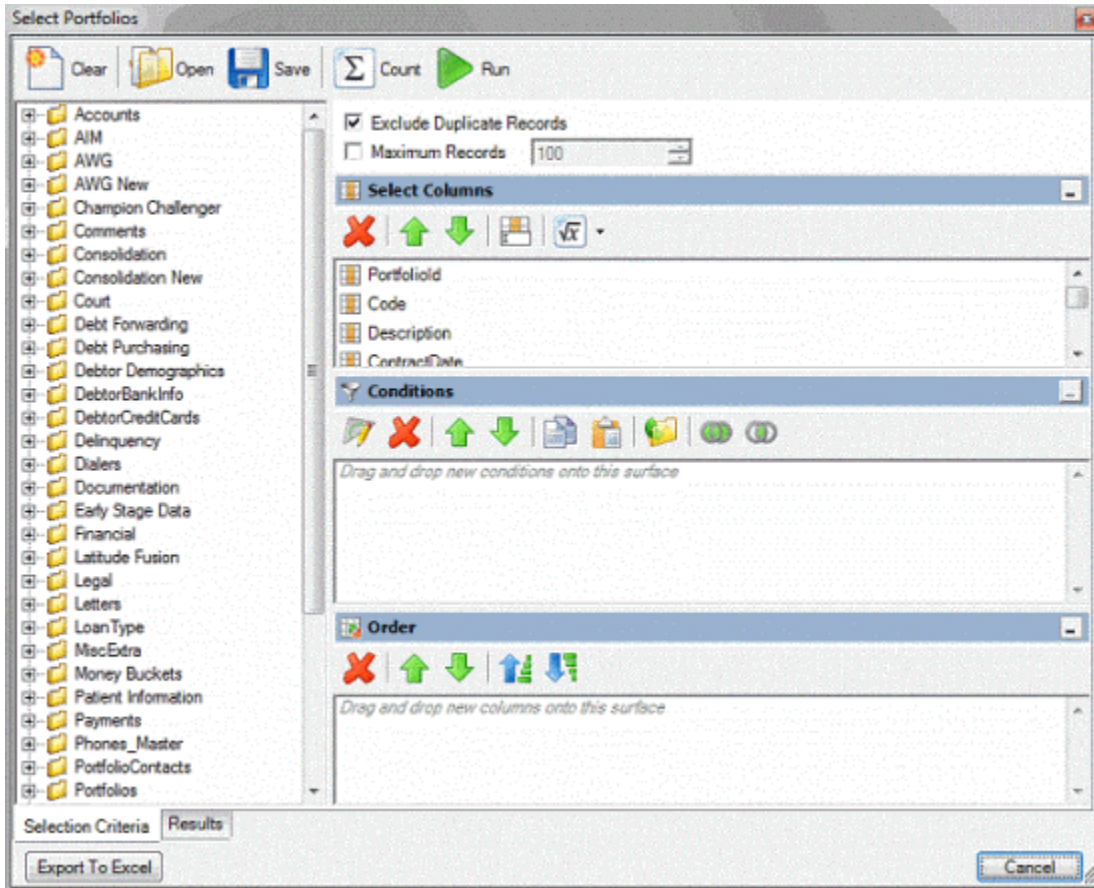 Select Portfolios
Clear Open Save Count Run
Accounts
AIM
AWG
AWG New
Champion Challenger
Comments
Consolidation
Consolidation New
Court
Debt Forwarding
Debt Purchasing
Debtor Demographics
DebtorBankInfo
DebtorCreditCards
Delinquency
Dialers
Documentation
Early Stage Data
Financial
Latitude Fusion
Legal
Letters
LoanType
MiscExtra
Money Buckets
Patient Information
Payments
Phones_Master
PortfolioContacts
Portfolios
Exclude Duplicate Records
Maximum Records 100
Select Columns
PortfolioId
Code
Description
ContractDate
Conditions
Drag and drop new conditions onto this surface
Order
Drag and drop new columns onto this surface
Selection Criteria Results
Export To Excel Cancel